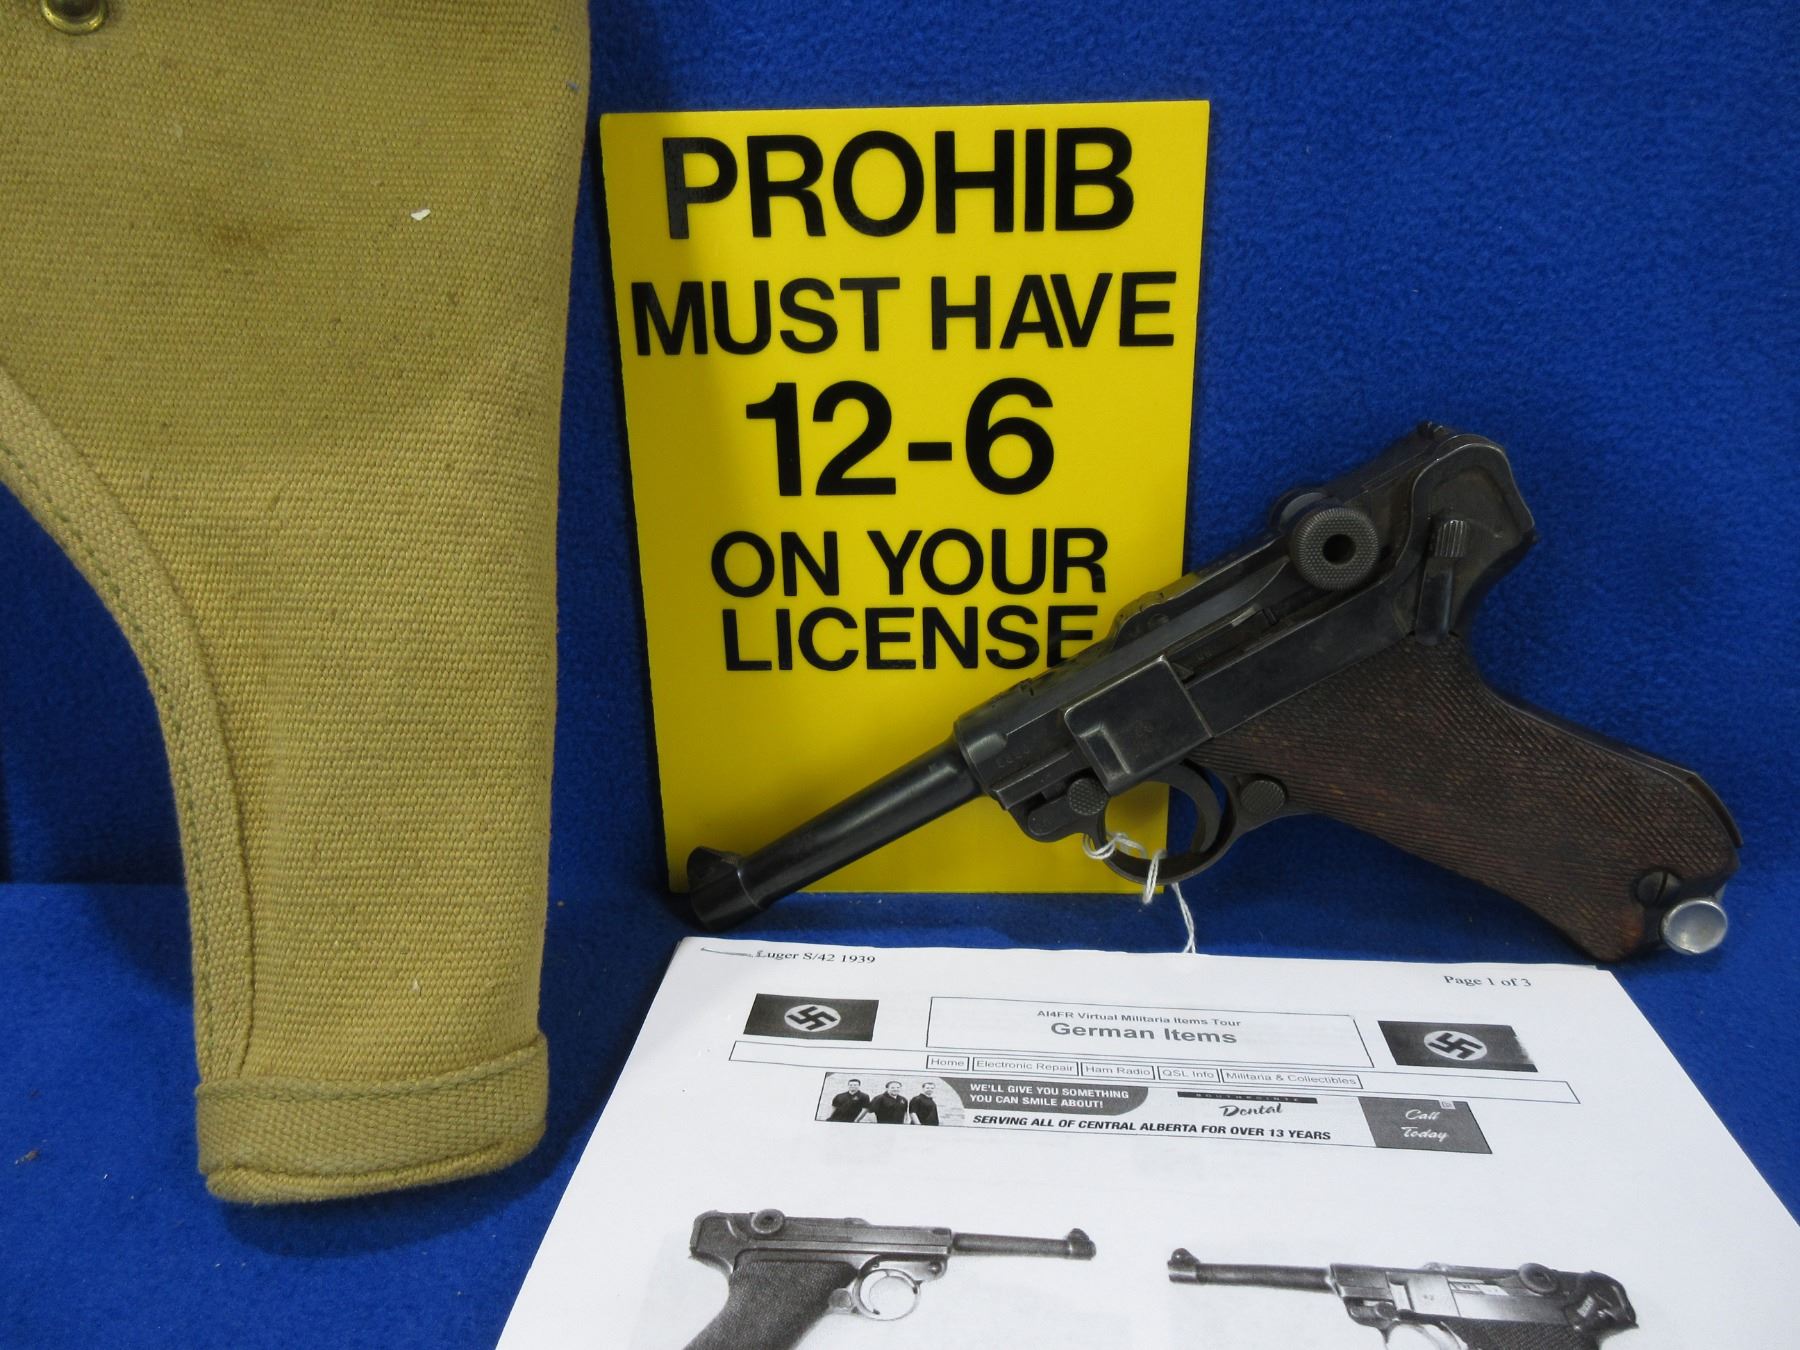 PROHIB
MUST HAVE
12-6
ON YOUR
LICENSE
Luger S/42 1939
Page 1 of 3
AI4FR Virtual Militaria Items Tour
German Items
Home Electronic Repair Ham Radio QSL Info Militaria & Collectibles
WE'LL GIVE YOU SOMETHING
YOU CAN SMILE ABOUT!
SERVING ALL OF CENTRAL ALBERTA FOR OVER 13 YEARS
SOUTHPOINTE
Dental
Call
Today